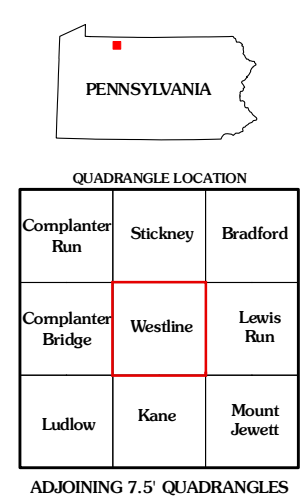 PENNSYLVANIA
QUADRANGLE LOCATION
Cornplanter
Run
Stickney
Bradford
Cornplanter
Bridge
Westline
Lewis
Run
Ludlow
Kane
Mount
Jewett
ADJOINING 7.5' QUADRANGLES